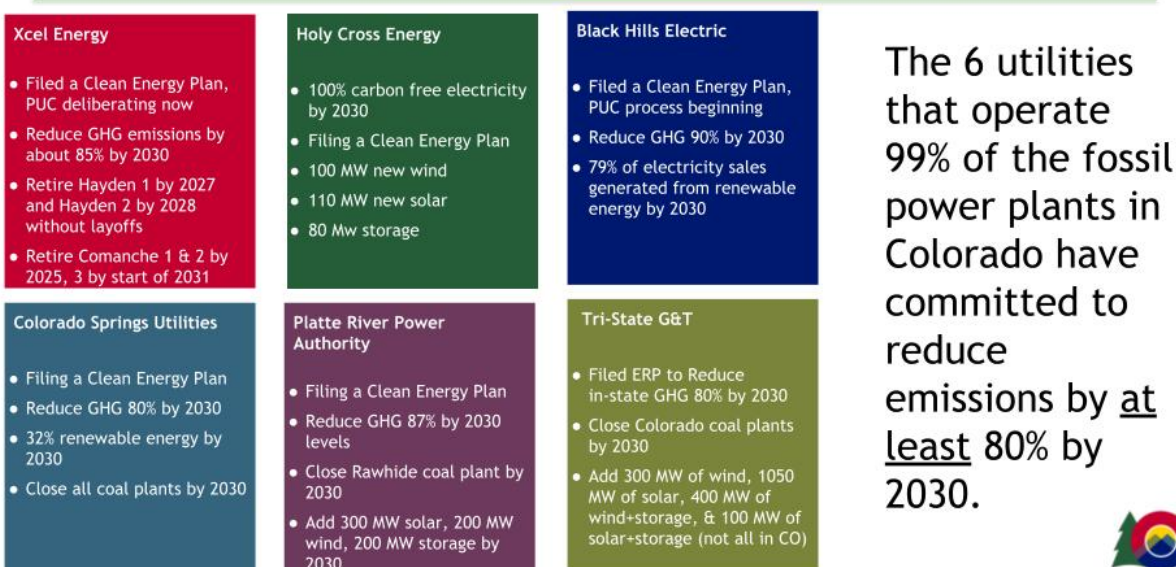 Xcel Energy
● Filed a Clean Energy Plan,
PUC deliberating now
● Reduce GHG emissions by
about 85% by 2030
● Retire Hayden 1 by 2027
and Hayden 2 by 2028
without layoffs
● Retire Comanche 1 & 2 by
2025, 3 by start of 2031
Holy Cross Energy
● 100% carbon free electricity
by 2030
● Filing a Clean Energy Plan
● 100 MW new wind
● 110 MW new solar
● 80 Mw storage
Black Hills Electric
● Filed a Clean Energy Plan,
PUC process beginning
● Reduce GHG 90% by 2030
● 79% of electricity sales
generated from renewable
energy by 2030
Colorado Springs Utilities
● Filing a Clean Energy Plan
● Reduce GHG 80% by 2030
● 32% renewable energy by
2030
● Close all coal plants by 2030
Platte River Power
Authority
● Filing a Clean Energy Plan
● Reduce GHG 87% by 2030
levels
● Close Rawhide coal plant by
2030
● Add 300 MW solar, 200 MW
wind, 200 MW storage by
2030
Tri-State G&T
● Filed ERP to Reduce
in-state GHG 80% by 2030
● Close Colorado coal plants
by 2030
● Add 300 MW of wind, 1050
MW of solar, 400 MW of
wind+storage, & 100 MW of
solar+storage (not all in CO)
The 6 utilities
that operate
99% of the fossil
power plants in
Colorado have
committed to
reduce
emissions by at
least 80% by
2030.